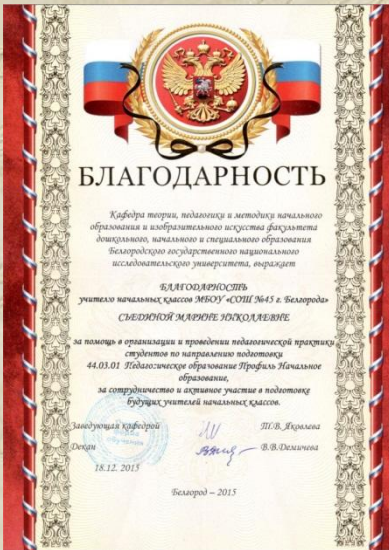 БЛАГОДАРНОСТЬ
Кафедра теории, педагогики и методики начального
образования и изобразительного искусства факультета
дошкольного, начального и специального образования
Белгородского государственного национального
исследовательского университета, выражает
БЛАГОДАРНОСТЬ
учителю начальных классов МБОУ «СОШ №45 г. Белгорода»
СЪЕДИНОЙ МАРИНЕ НИКОЛАЕВНЕ
за помощь в организации и проведении педагогической практики
студентов по направлению подготовки
44.03.01 Педагогическое образование Профиль Начальное
образование,
за сотрудничество и активное участие в подготовке
будущих учителей начальных классов.
Заведующая кафедрой Т.В. Яковлева
Декан В.В.Демичева
18.12. 2015
Белгород – 2015